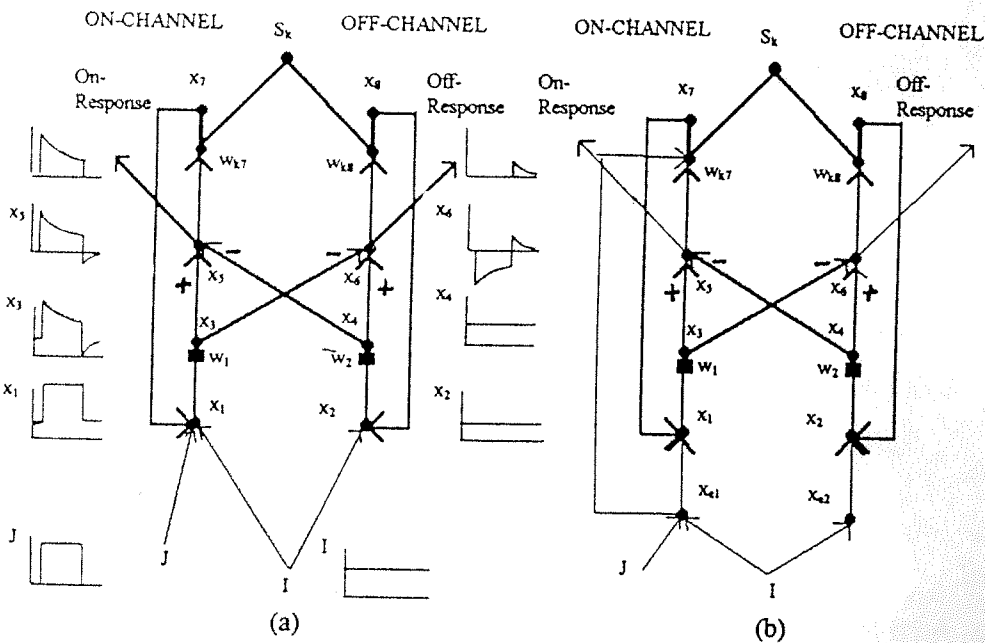 ON-CHANNEL
S_k
OFF-CHANNEL
On-
Response
x_7
x_8
Off-
Response
w_k7
w_k8
x_5
x_5
−
−
x_6
x_6
+
+
x_3
x_3
x_4
x_4
w_1
w_2
x_1
x_1
x_2
x_2
J
J
I
I
(a)
ON-CHANNEL
S_k
OFF-CHANNEL
On-
Response
x_7
x_8
Off-
Response
w_k7
w_k8
−
−
x_5
x_6
+
+
x_3
x_4
w_1
w_2
x_1
x_2
x_e1
x_e2
J
I
(b)